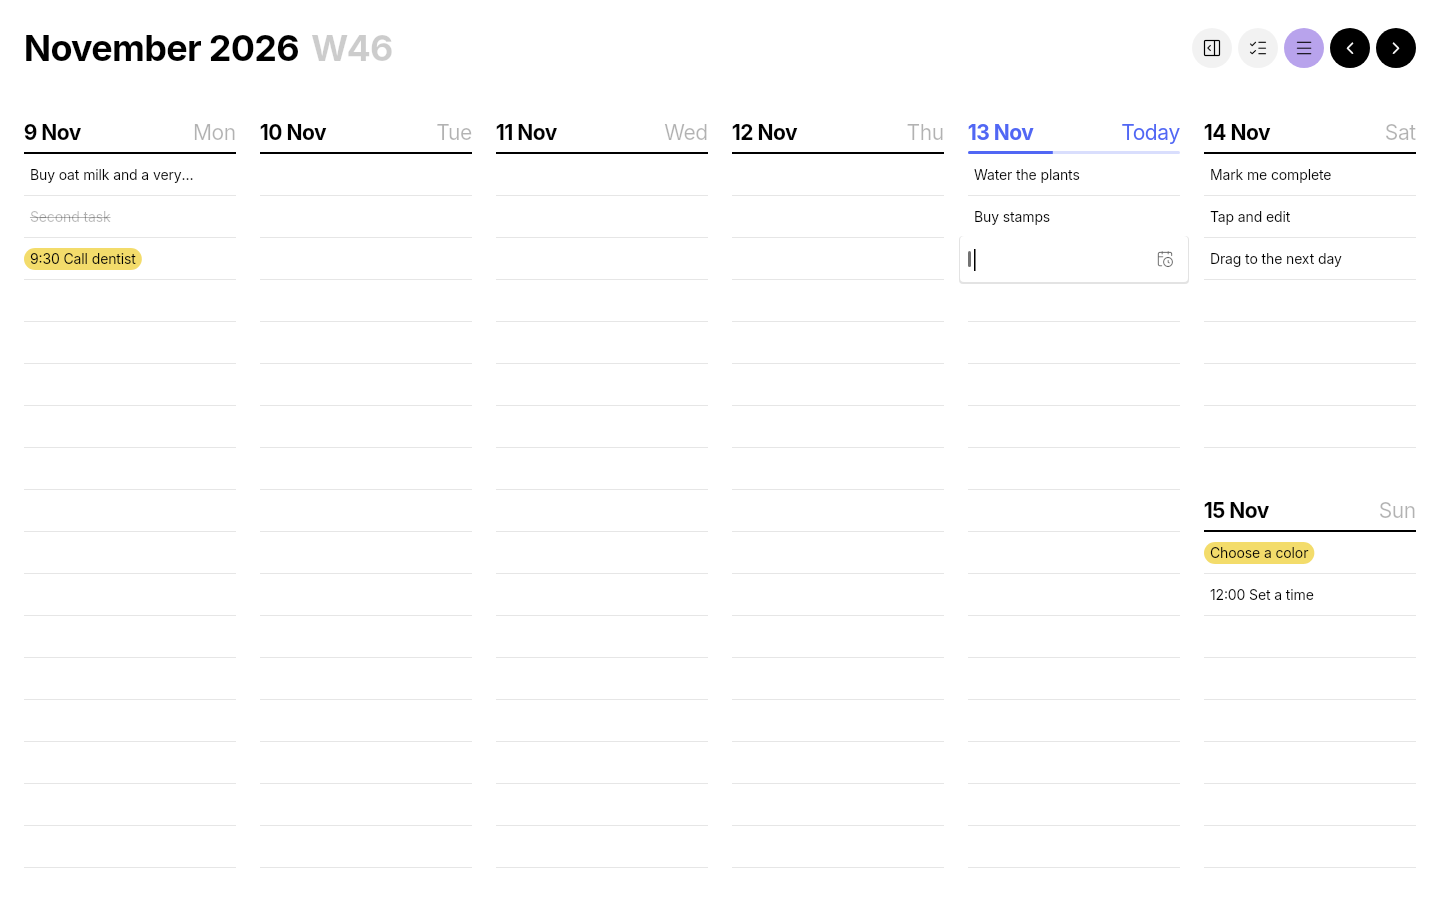 November 2026 W46
9 Nov Mon
Buy oat milk and a very...
Second task
9:30 Call dentist
10 Nov Tue
11 Nov Wed
12 Nov Thu
13 Nov Today
Water the plants
Buy stamps
14 Nov Sat
Mark me complete
Tap and edit
Drag to the next day
15 Nov Sun
Choose a color
12:00 Set a time